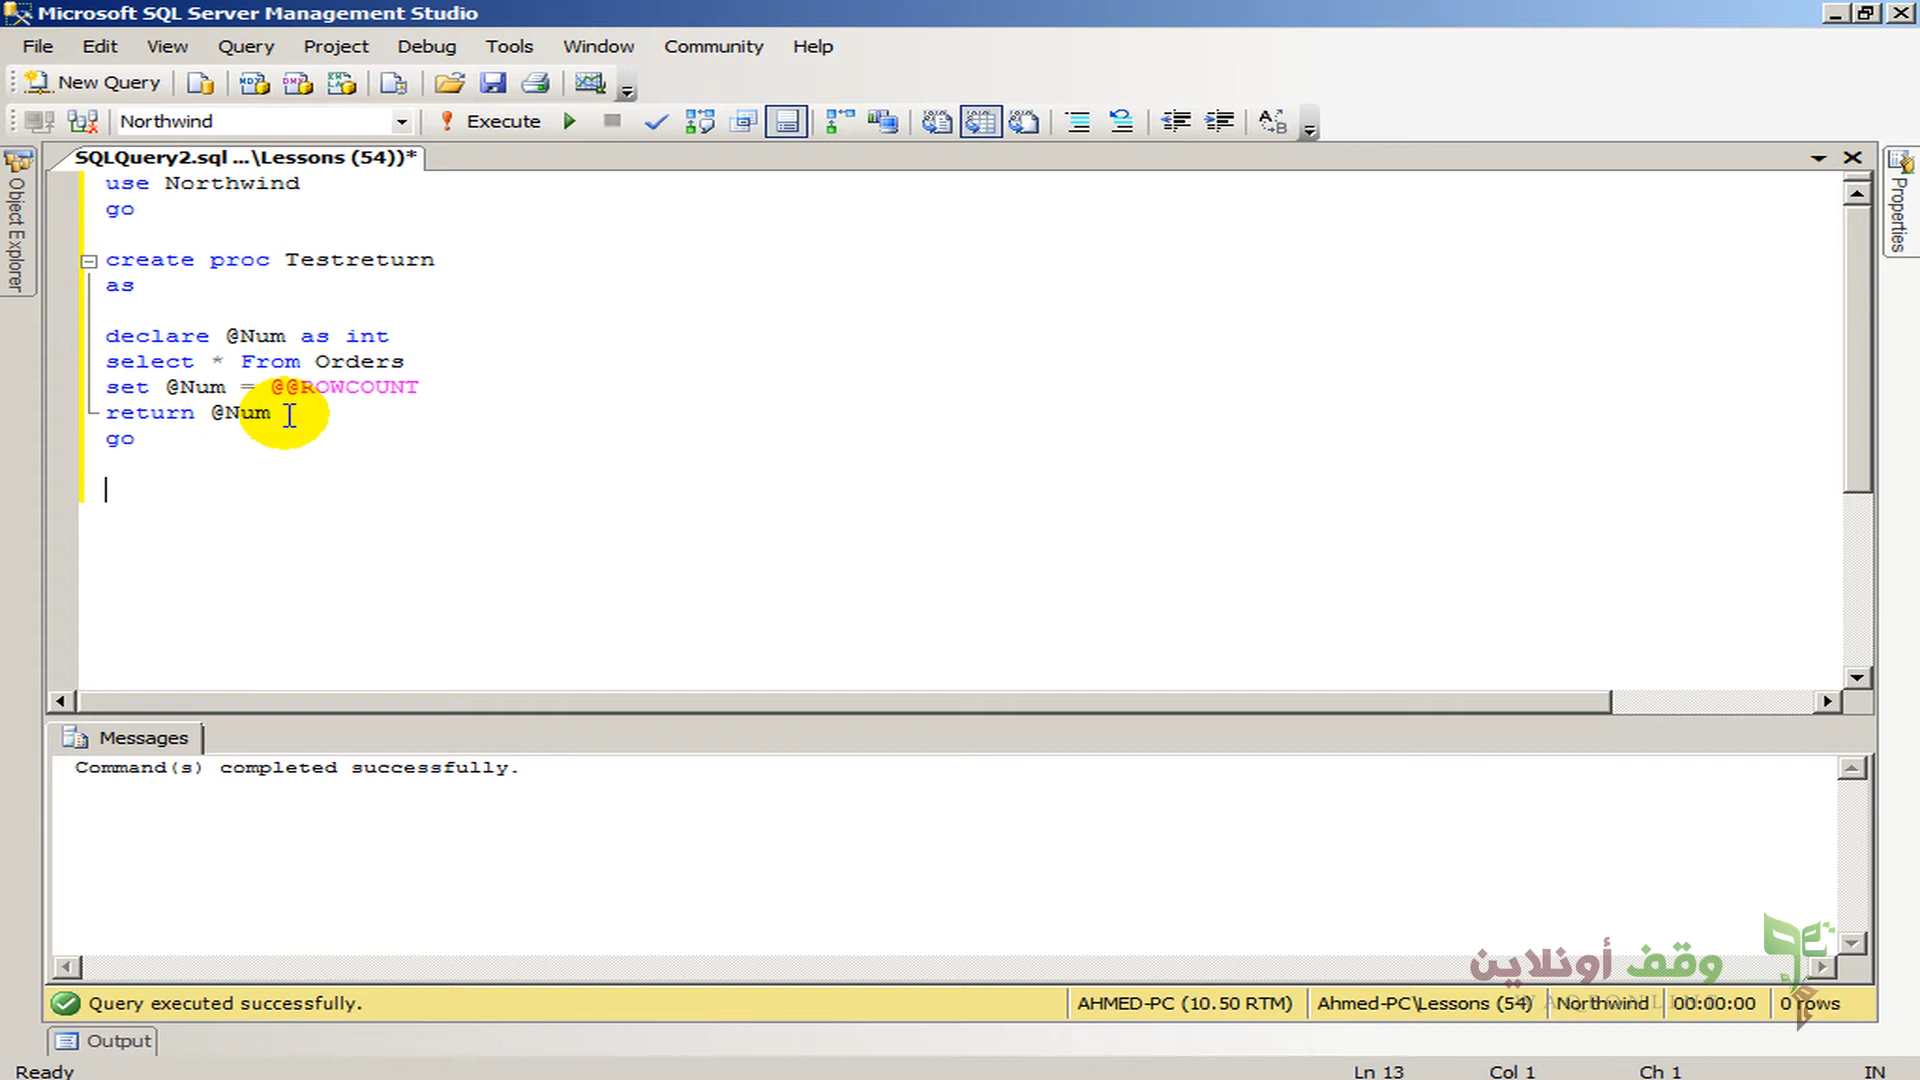 Microsoft SQL Server Management Studio
File Edit View Query Project Debug Tools Window Community Help
New Query
Northwind Execute
SQLQuery2.sql ...\Lessons (54))*
Object Explorer
Properties
use Northwind
go
create proc Testreturn
as
declare @Num as int
select * From Orders
set @Num = @@ROWCOUNT
return @Num
go
Messages
Command(s) completed successfully.
وقف أونلاين
Query executed successfully. AHMED-PC (10.50 RTM) Ahmed-PC\Lessons (54) Northwind 00:00:00 0 rows
Output
Ready Ln 13 Col 1 Ch 1 IN